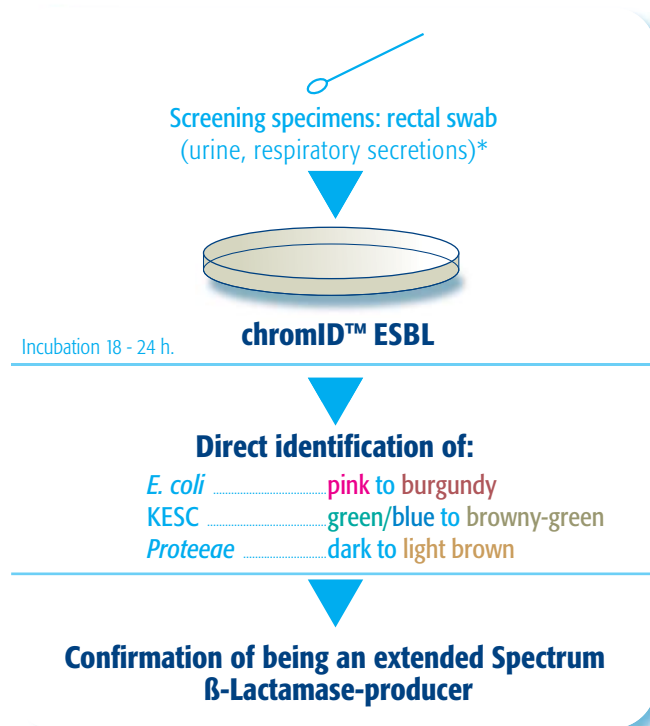 Screening specimens: rectal swab
(urine, respiratory secretions)*
chromID™ ESBL
Incubation 18 - 24 h.
Direct identification of:
E. coli ........................ pink to burgundy
KESC ........................ green/blue to browny-green
Proteeae ........................ dark to light brown
Confirmation of being an extended Spectrum
ß-Lactamase-producer